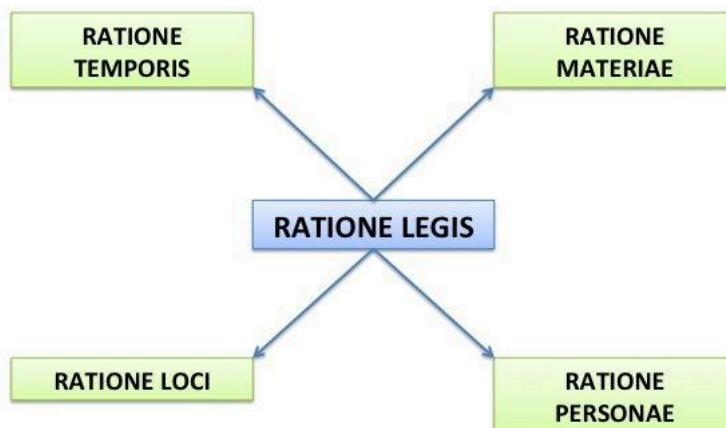 RATIONE
TEMPORIS
RATIONE
MATERIAE
RATIONE LEGIS
RATIONE LOCI
RATIONE
PERSONAE